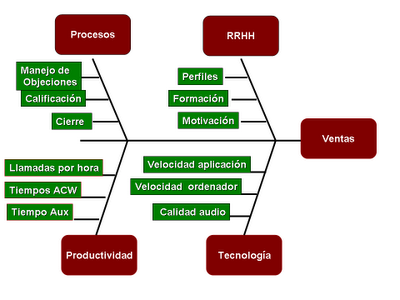 Procesos
RRHH
Manejo de
Objeciones
Calificación
Cierre
Perfiles
Formación
Motivación
Ventas
Llamadas por hora
Tiempos ACW
Tiempo Aux
Velocidad aplicación
Velocidad ordenador
Calidad audio
Productividad
Tecnología